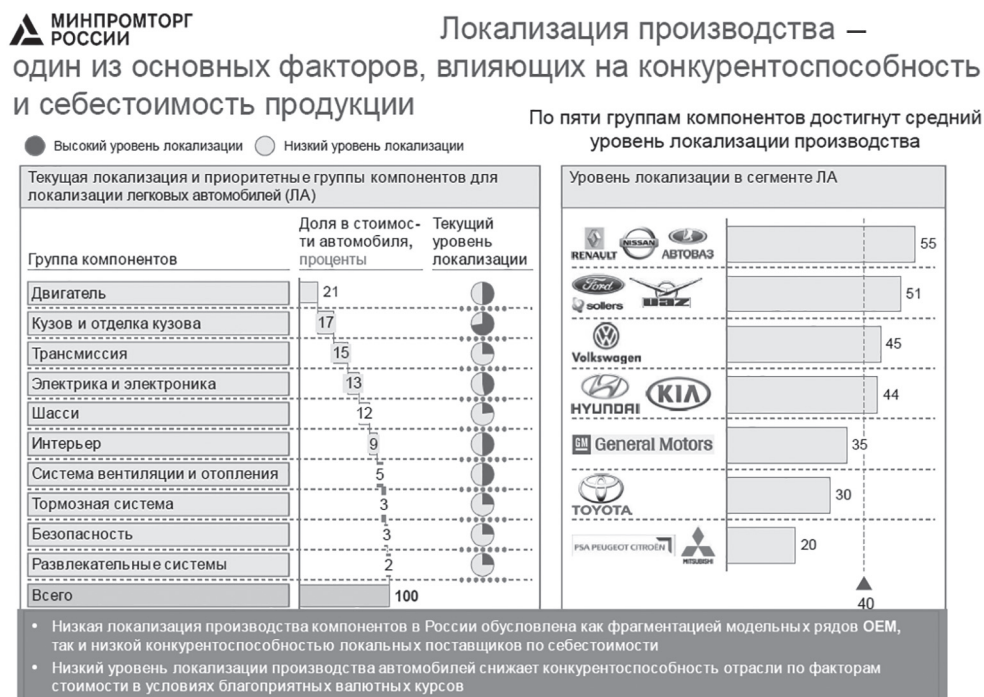 МИНПРОМТОРГ
РОССИИ
Локализация производства –
один из основных факторов, влияющих на конкурентоспособность
и себестоимость продукции
По пяти группам компонентов достигнут средний
уровень локализации производства
Высокий уровень локализации
Низкий уровень локализации
Текущая локализация и приоритетные группы компонентов для
локализации легковых автомобилей (ЛА)
Группа компонентов
Доля в стоимос-
ти автомобиля,
проценты
Текущий
уровень
локализации
Двигатель 21
Кузов и отделка кузова 17
Трансмиссия 15
Электрика и электроника 13
Шасси 12
Интерьер 9
Система вентиляции и отопления 5
Тормозная система 3
Безопасность 3
Развлекательные системы 2
Всего 100
Уровень локализации в сегменте ЛА
RENAULT NISSAN АВТОВАЗ 55
Ford sollers UAZ 51
Volkswagen 45
HYUNDAI KIA 44
GM General Motors 35
TOYOTA 30
PSA PEUGEOT CITROËN MITSUBISHI 20
40
• Низкая локализация производства компонентов в России обусловлена как фрагментацией модельных рядов OEM,
так и низкой конкурентоспособностью локальных поставщиков по себестоимости
• Низкий уровень локализации производства автомобилей снижает конкурентоспособность отрасли по факторам
стоимости в условиях благоприятных валютных курсов